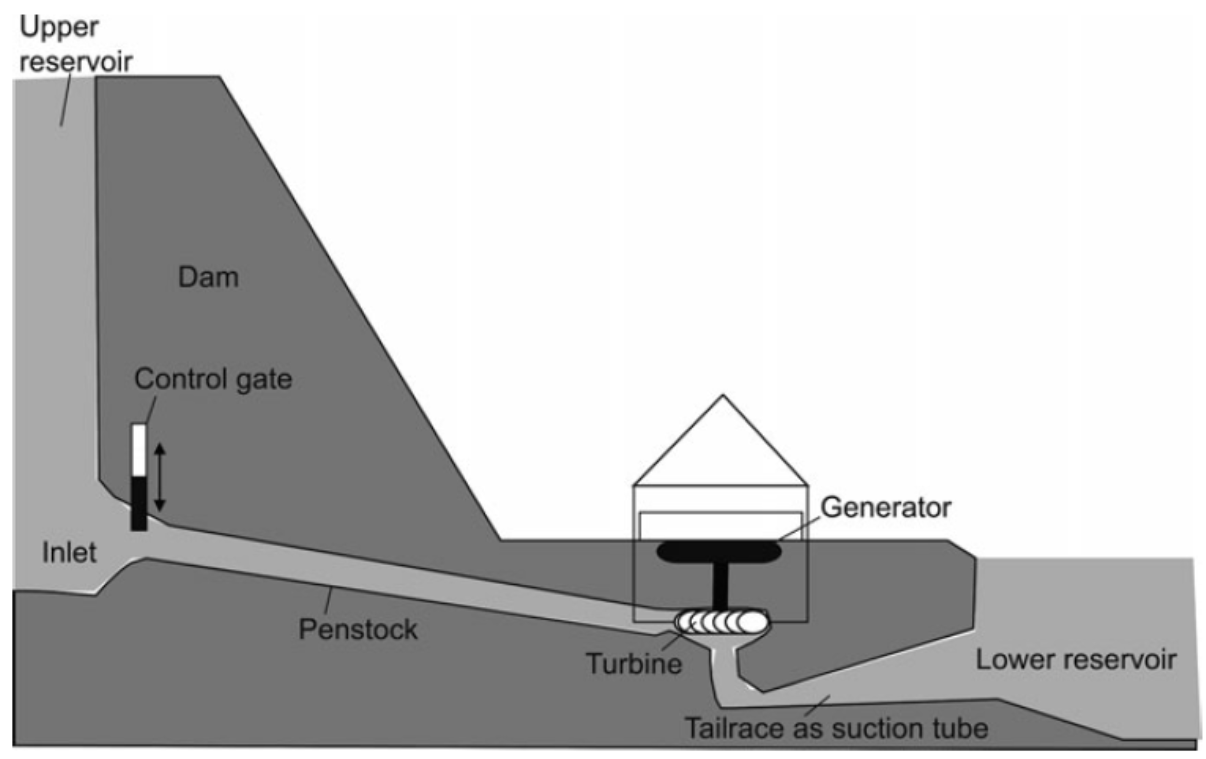 Upper
reservoir
Dam
Control gate
Generator
Inlet
Penstock
Turbine
Lower reservoir
Tailrace as suction tube